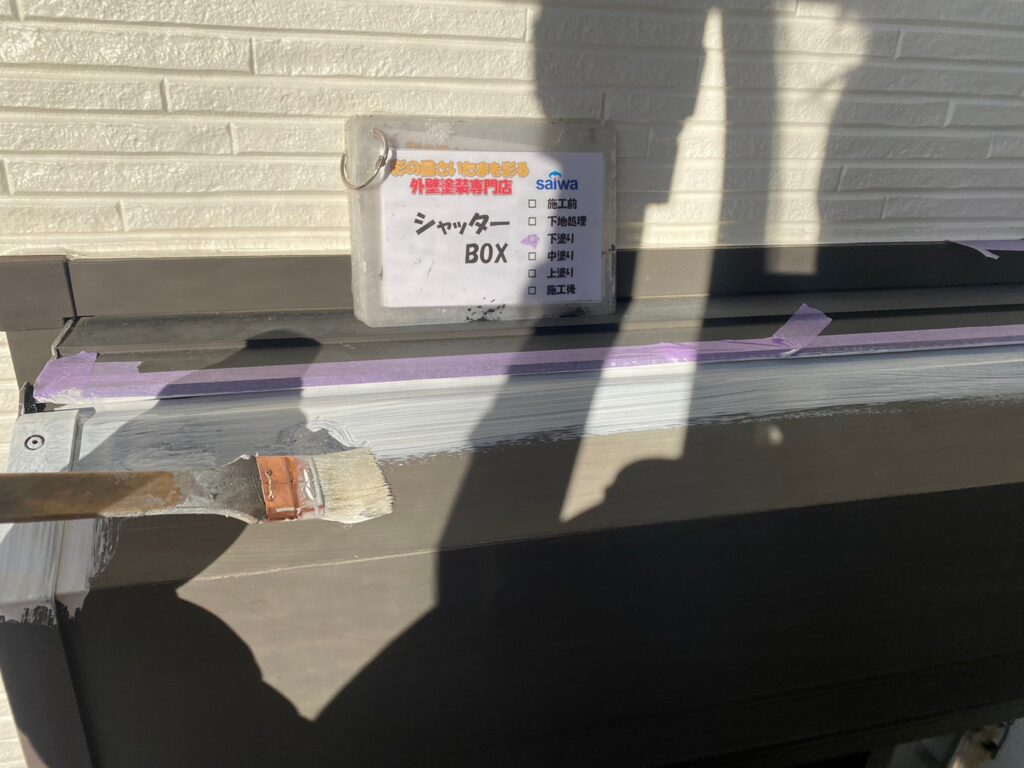 彩の国さいたまを彩る
外壁塗装専門店
saiwa
シャッター
BOX
□ 施工前
□ 下地処理
□ 下塗り
□ 中塗り
□ 上塗り
□ 施工後